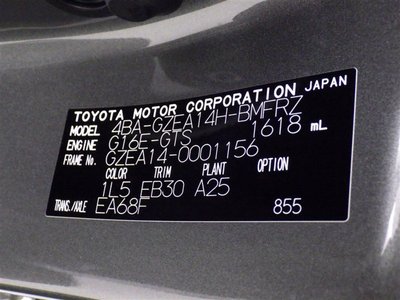 TOYOTA MOTOR CORPORATION JAPAN
MODEL 4BA-GZEA14H-BMFRZ
ENGINE G16E-GTS 1618 mL
FRAME No. GZEA14-0001156
COLOR TRIM PLANT OPTION
1L5 EB30 A25
TRANS./AXLE EA68F 855